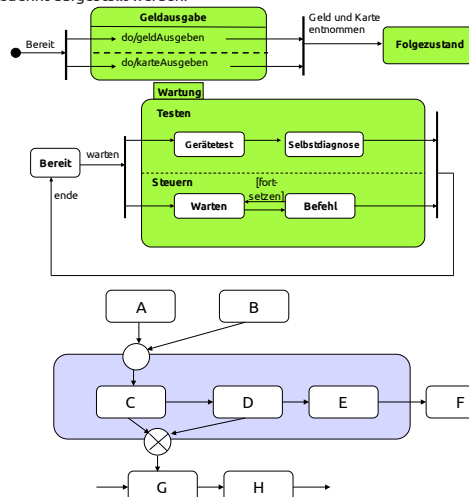 Geldausgabe
Bereit
do/geldAusgeben
do/karteAusgeben
Geld und Karte
entnommen
Folgezustand
Wartung
Testen
Gerätetest
Selbstdiagnose
Bereit
warten
ende
Steuern
[fort-
setzen]
Warten
Befehl
A
B
C
D
E
F
G
H